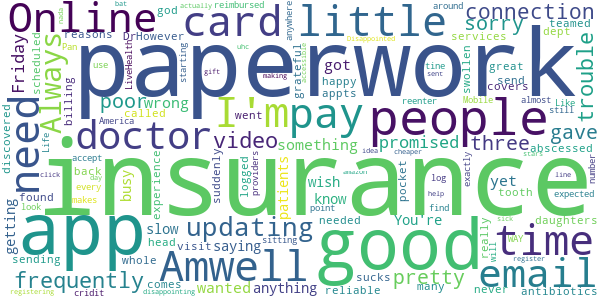 Online card little connection
paperwork
Friday Always I'm pay people trouble
need doctor video promised three gave
insurance
app good time
updating email
Amwell frequently pretty
bat starting reasons god DrHowever got sorry teamed nada
reimbursed actually anywhere around
scheduled Pan use LiveHealth making gift
grateful happy appts swollen great send
uhc Disappointed tine sent services dept covers
Mobile reenter almost Like still
discovered billing poor wrong
America called went something abscessed
Life accept back day every makes found look
experience busy suddenly logged patients providers
wish know pocket exactly log help find yet
point needed You're really tooth daughters
idea cheaper click line stars number expected
getting slow visit saying sitting
sending head whole wanted reliable many never
comes anything sucks antibiotics
registering cridit disappointing amazon
WAY sick will register accessible